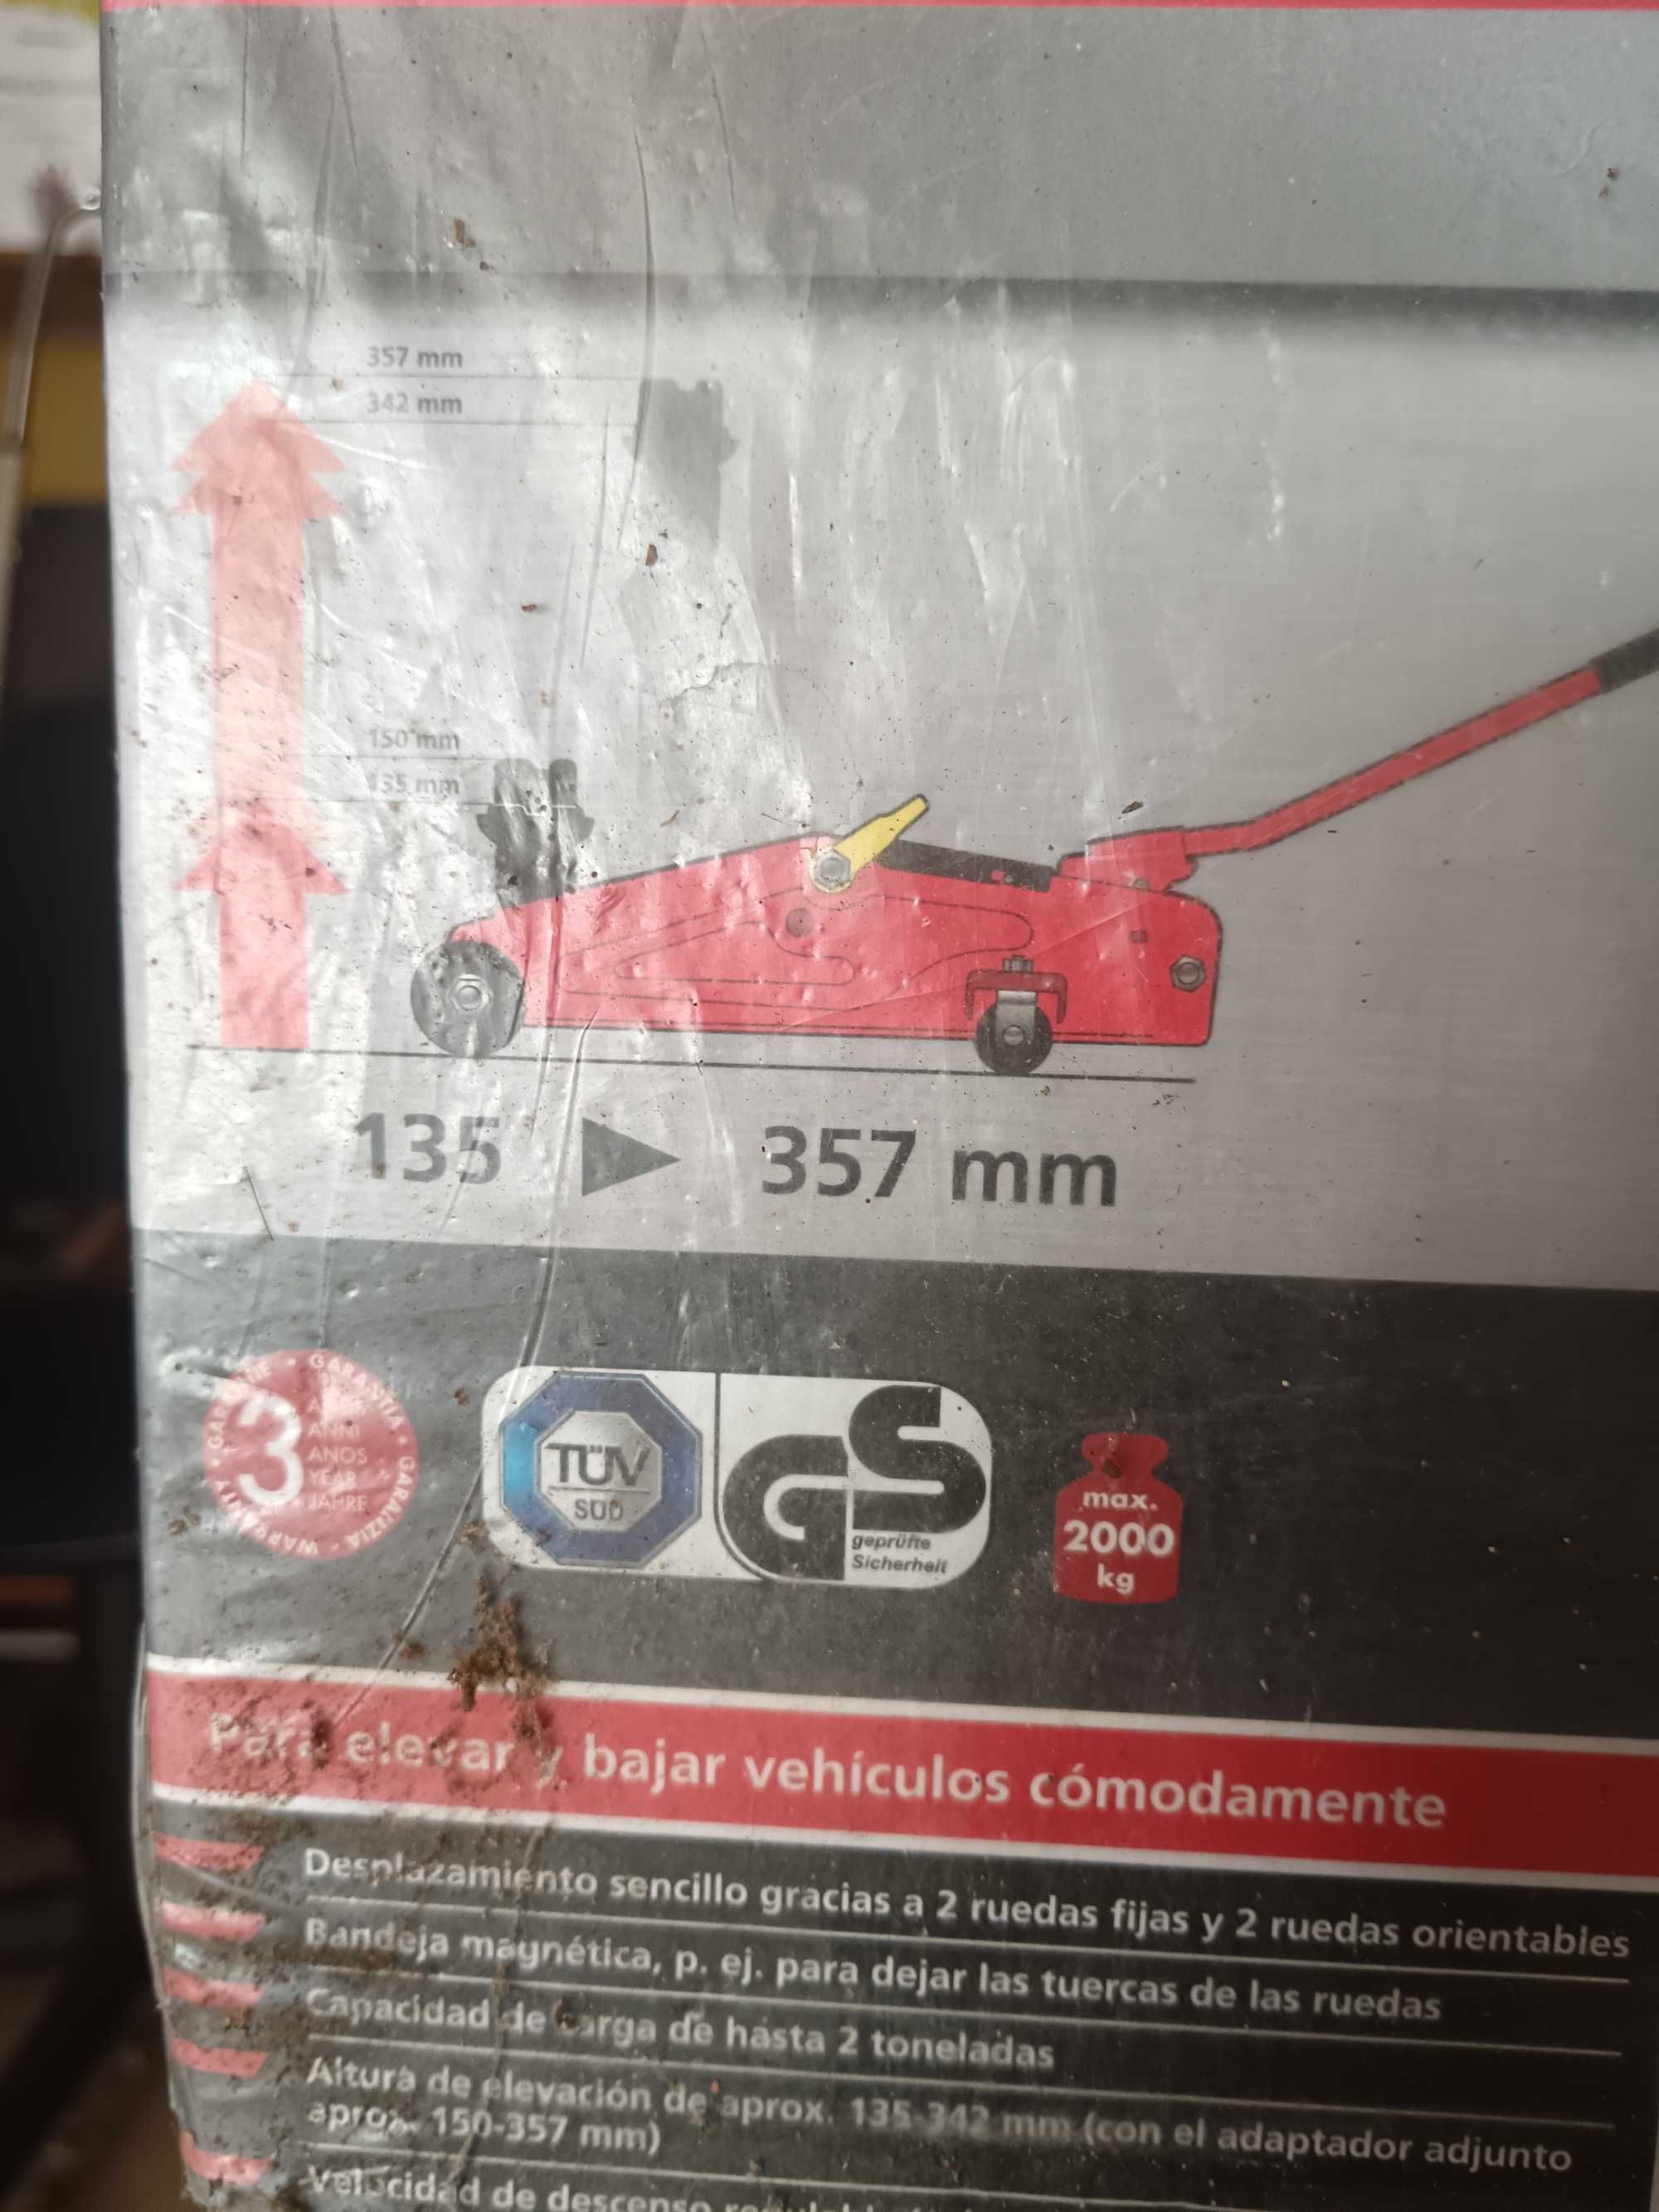 357 mm
342 mm
150 mm
135 mm
135 ▶ 357 mm
GARANTIA • GARANZIA • WARRANTY •
3
ANNI
ANOS
YEAR
JAHRE
TÜV
SÜD
GS
geprüfte
Sicherheit
max.
2000
kg
Para elevar y bajar vehículos cómodamente
Desplazamiento sencillo gracias a 2 ruedas fijas y 2 ruedas orientables
Bandeja magnética, p. ej. para dejar las tuercas de las ruedas
Capacidad de carga de hasta 2 toneladas
Altura de elevación de aprox. 135-342 mm (con el adaptador adjunto
aprox. 150-357 mm)
Velocidad de descenso